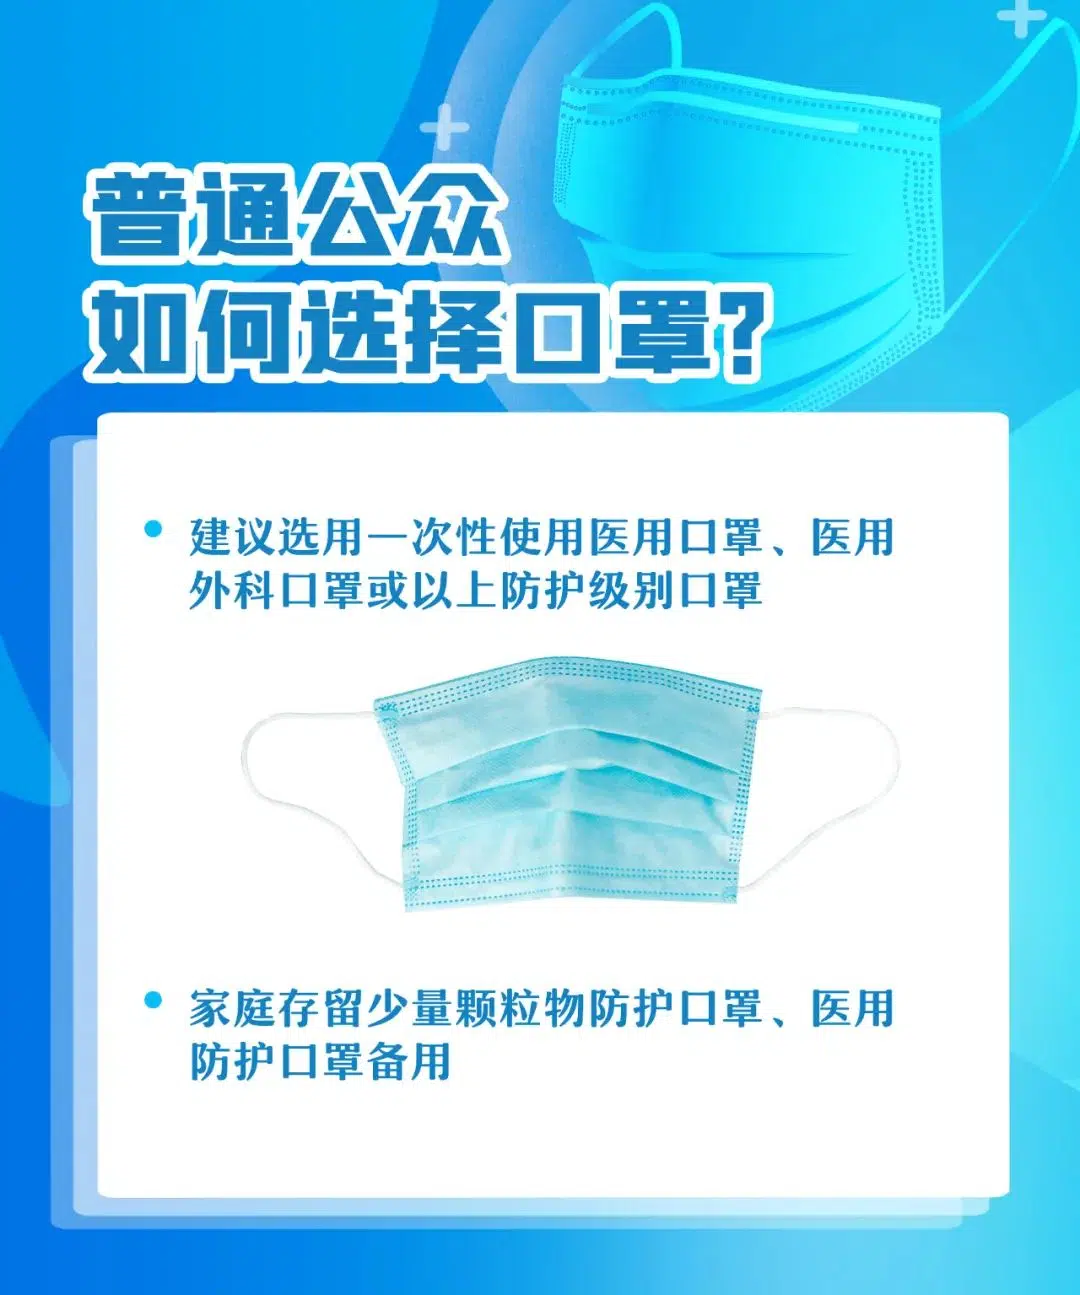 普通公众
如何选择口罩?
建议选用一次性使用医用口罩、医用
外科口罩或以上防护级别口罩
家庭存留少量颗粒物防护口罩、医用
防护口罩备用